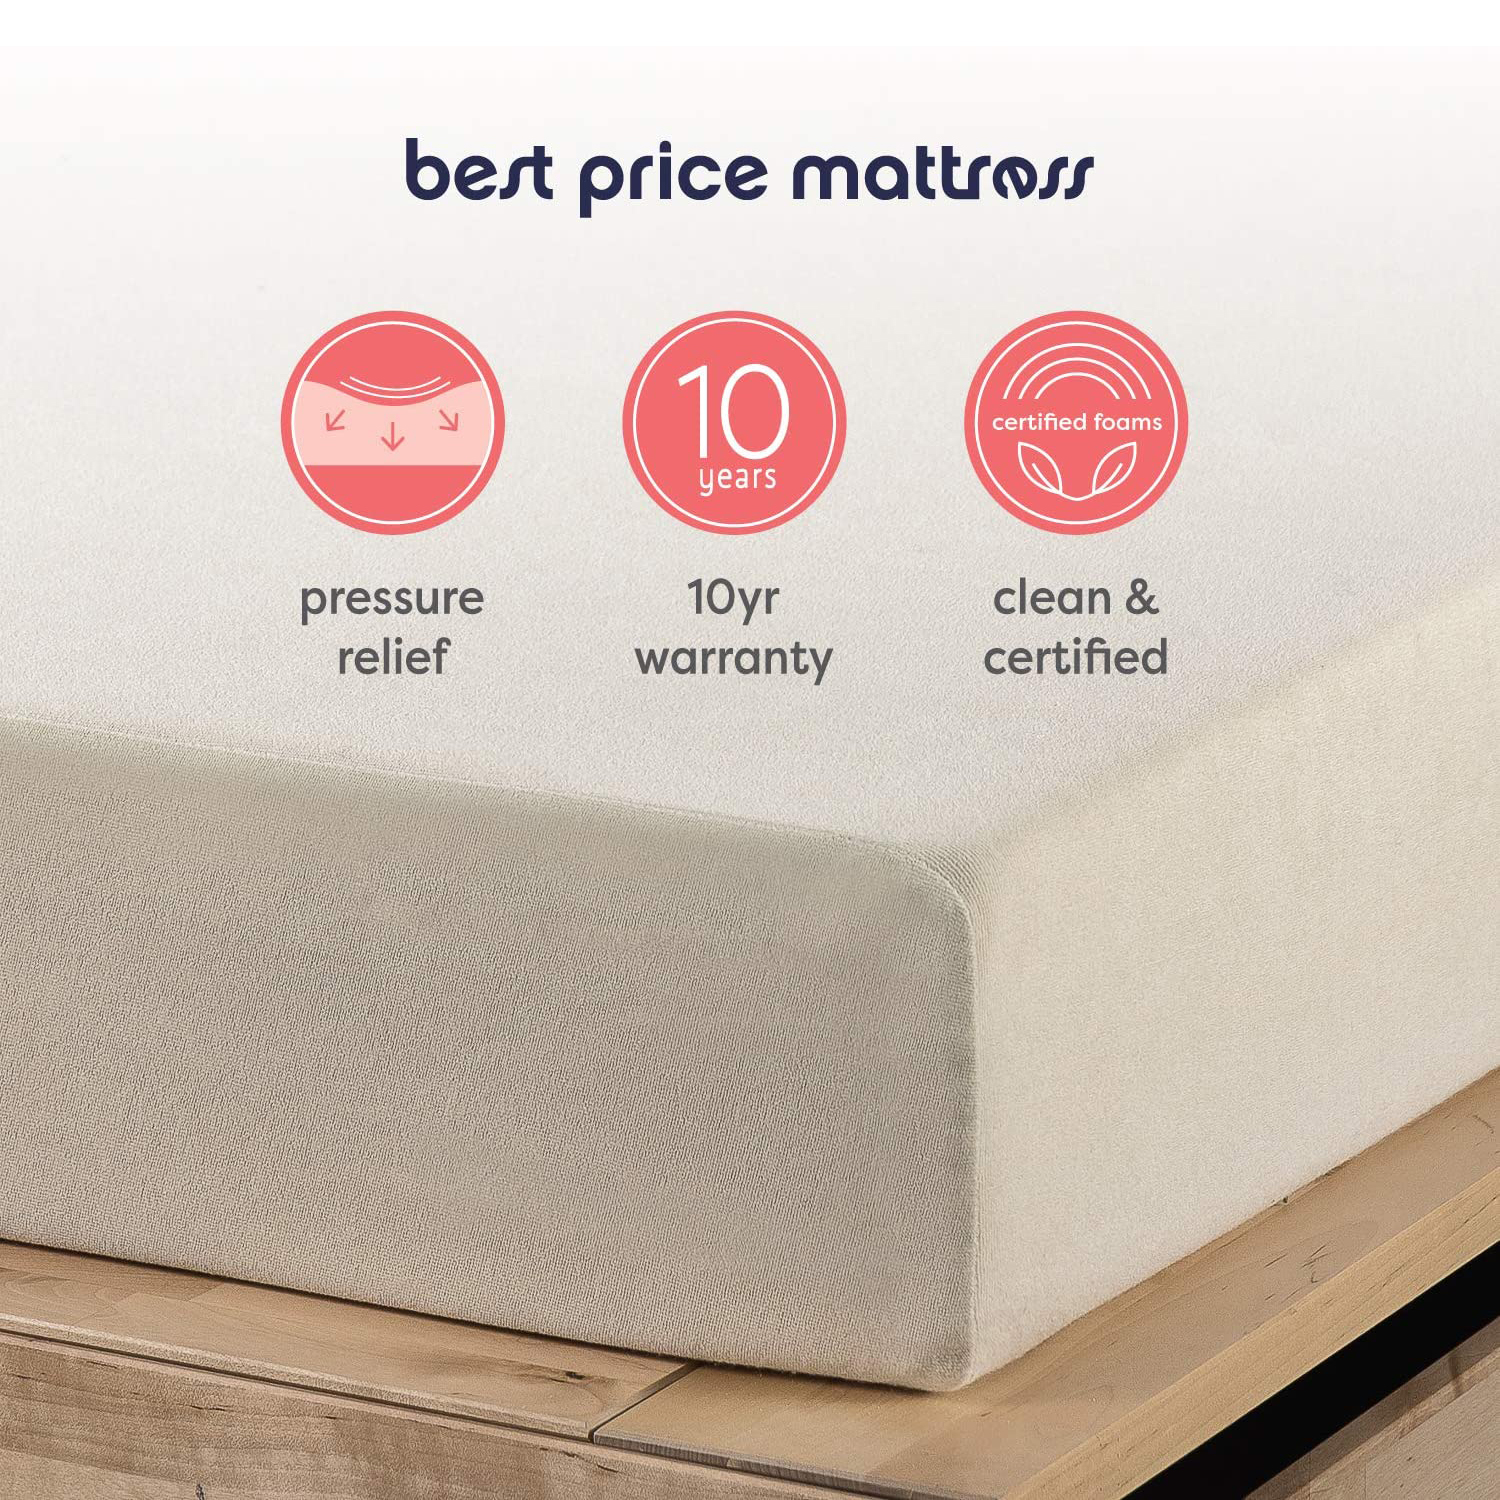 best price mattress
10
years
certified foams
pressure
relief
10yr
warranty
clean &
certified